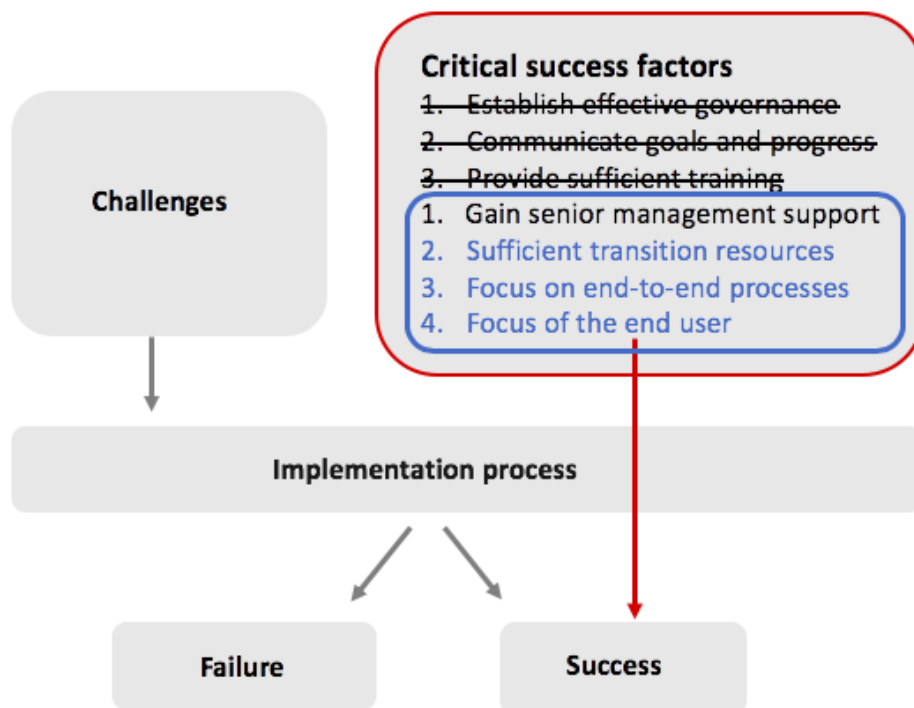 Critical success factors
1. Establish effective governance
2. Communicate goals and progress
3. Provide sufficient training
1. Gain senior management support
2. Sufficient transition resources
3. Focus on end-to-end processes
4. Focus of the end user
Challenges
Implementation process
Failure
Success